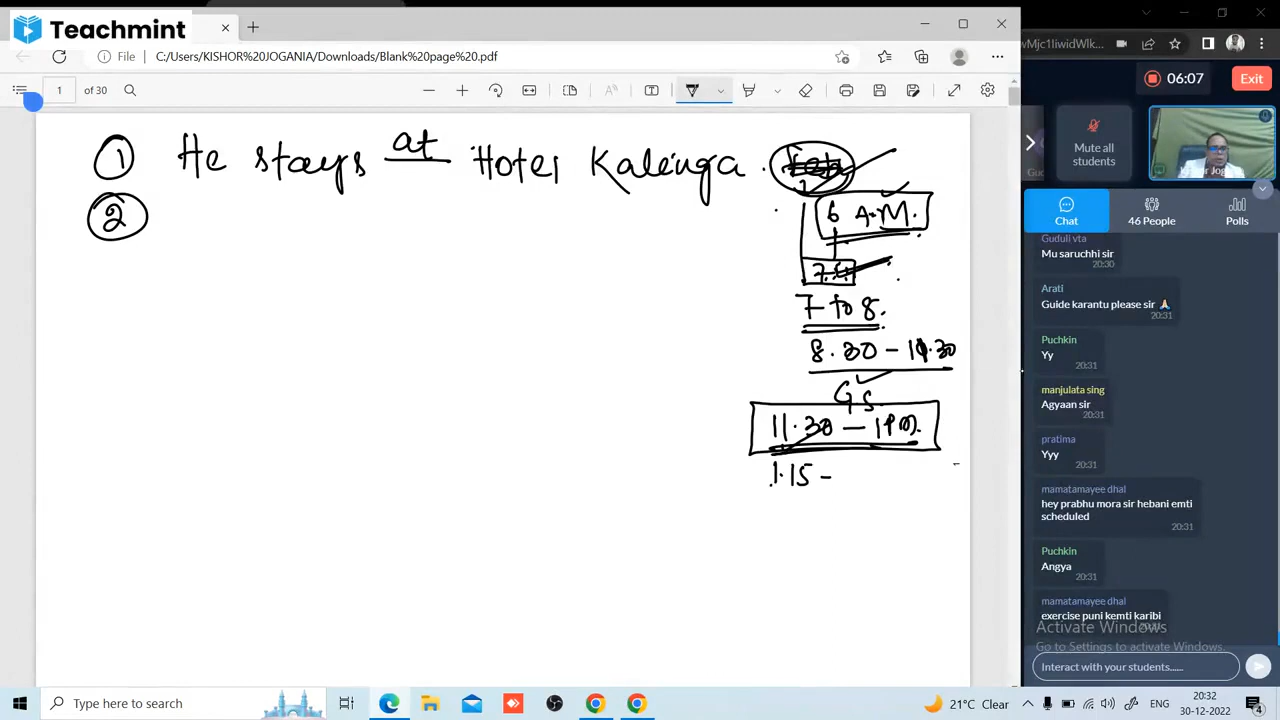 Teachmint
File C:/Users/KISHOR%20JOGANIA/Downloads/Blank%20page%20.pdf
1 of 30
① He stays at Hotel Kalinga.
②
6 A.M.
7 to 8.
8.30 - 11.30
GS
11.30 - 1 PM.
1.15 -
wMjc1IiwidWlk...
06:07
Exit
Mute all
students
Chat
46 People
Polls
Guduli vta
Mu saruchhi sir
20:30
Arati
Guide karantu please sir 🙏
20:31
Puchkin
Yy
20:31
manjulata sing
Agyaan sir
20:31
pratima
Yyy
20:31
mamatamayee dhal
hey prabhu mora sir hebani emti
scheduled
20:31
Puchkin
Angya
20:31
mamatamayee dhal
exercise puni kemti karibi
Activate Windows
Go to Settings to activate Windows.
Interact with your students......
Type here to search
21°C Clear
ENG
20:32
30-12-2022
4